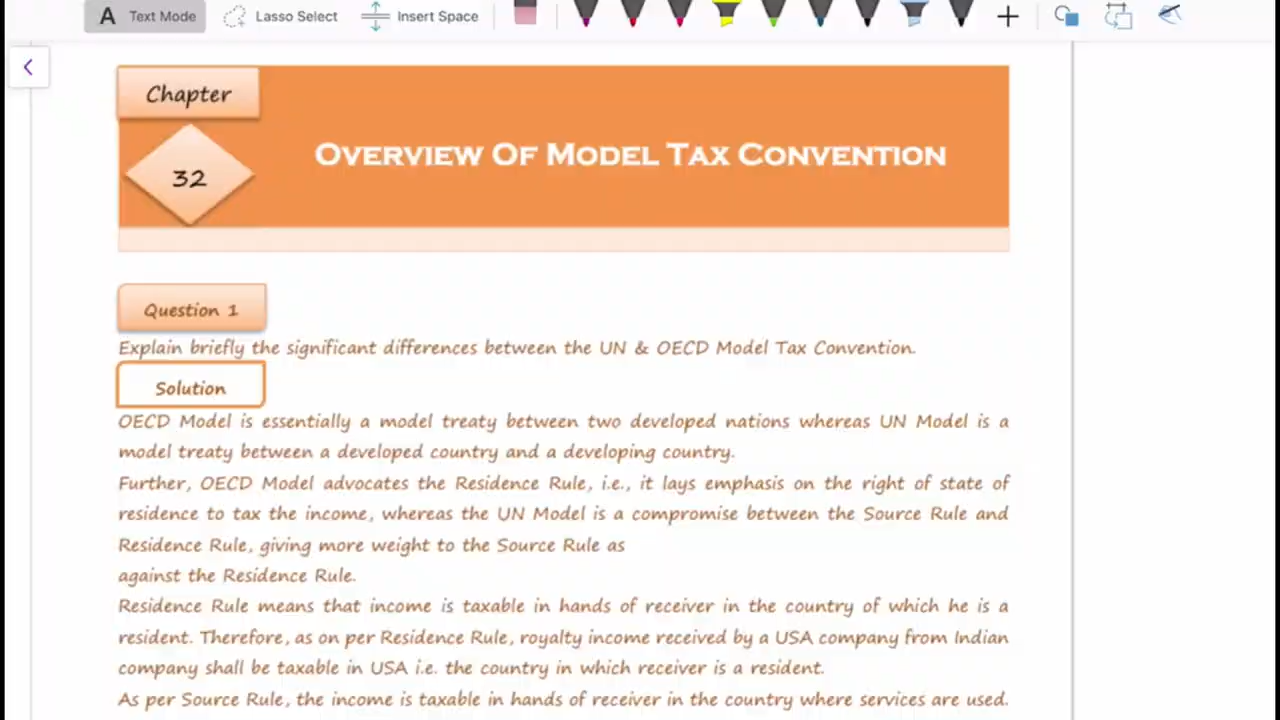 A Text Mode Lasso Select Insert Space
Chapter
32
OVERVIEW OF MODEL TAX CONVENTION
Question 1
Explain briefly the significant differences between the UN & OECD Model Tax Convention.
Solution
OECD Model is essentially a model treaty between two developed nations whereas UN Model is a
model treaty between a developed country and a developing country.
Further, OECD Model advocates the Residence Rule, i.e., it lays emphasis on the right of state of
residence to tax the income, whereas the UN Model is a compromise between the Source Rule and
Residence Rule, giving more weight to the Source Rule as
against the Residence Rule.
Residence Rule means that income is taxable in hands of receiver in the country of which he is a
resident. Therefore, as on per Residence Rule, royalty income received by a USA company from Indian
company shall be taxable in USA i.e. the country in which receiver is a resident.
As per Source Rule, the income is taxable in hands of receiver in the country where services are used.